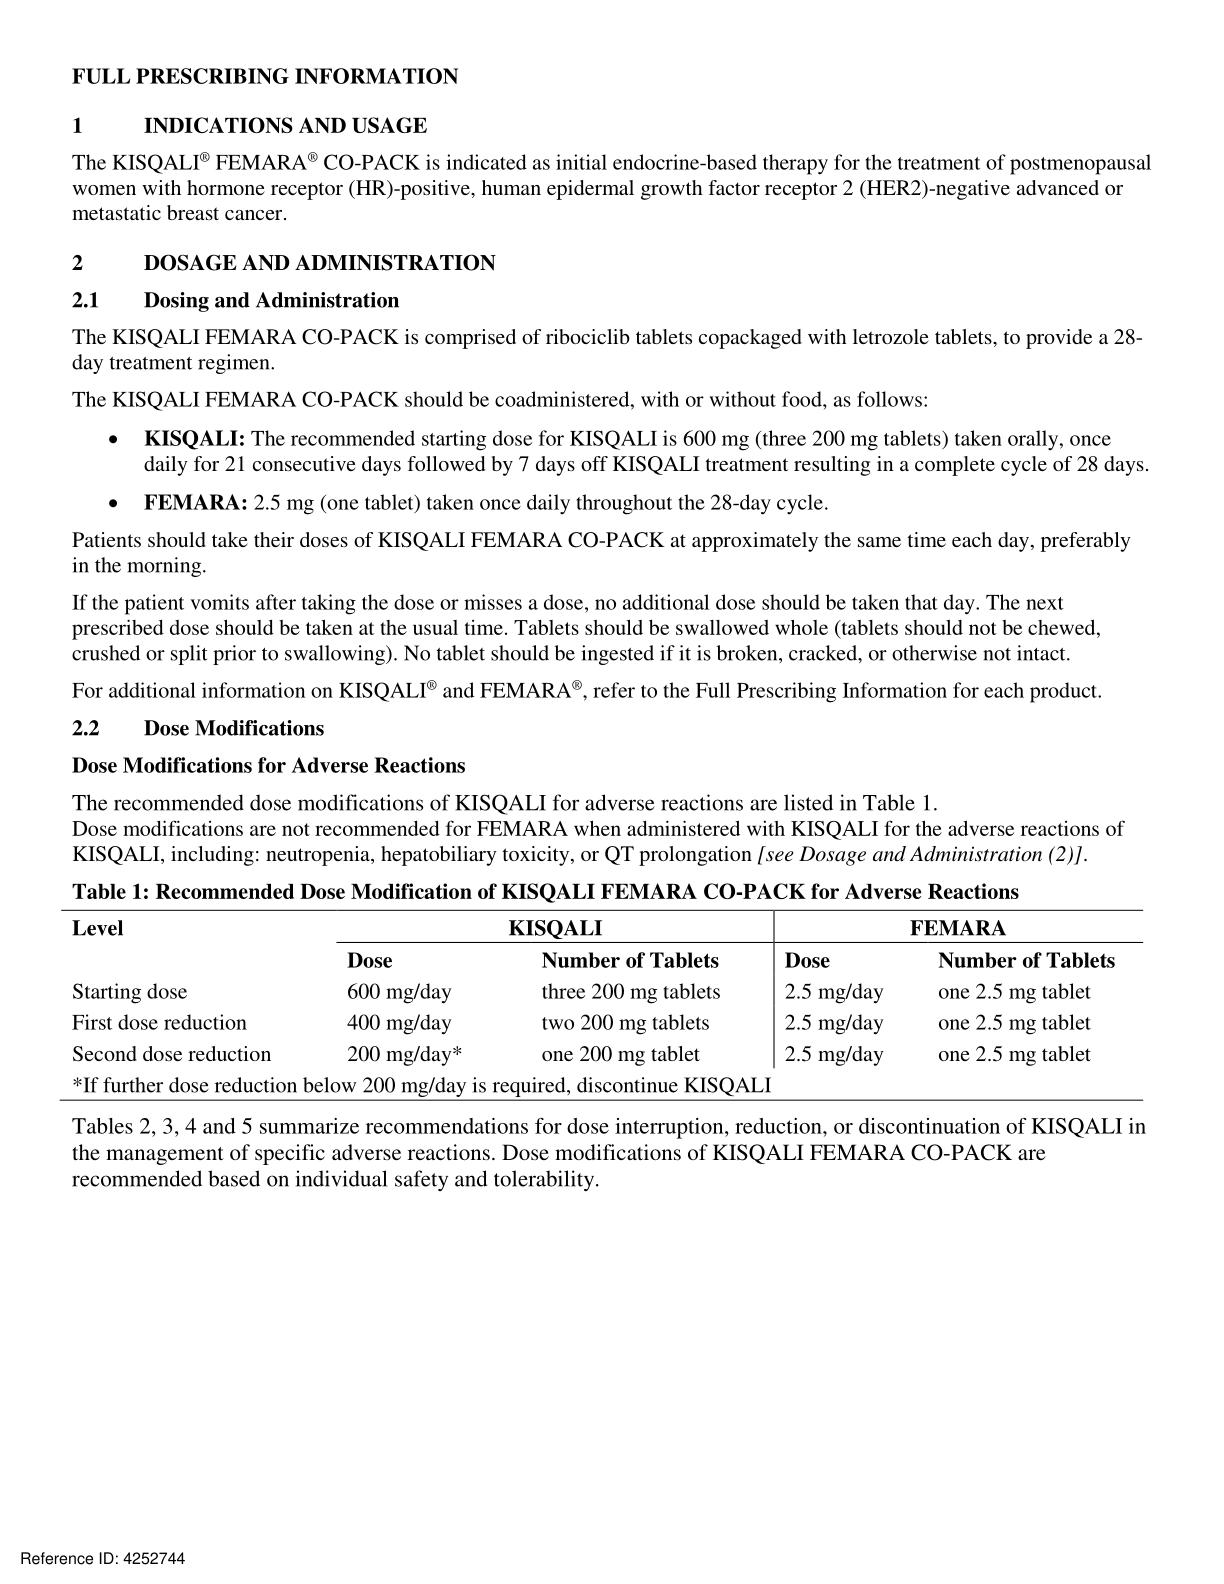 FULL PRESCRIBING INFORMATION
1 INDICATIONS AND USAGE
The KISQALI® FEMARA® CO-PACK is indicated as initial endocrine-based therapy for the treatment of postmenopausal
women with hormone receptor (HR)-positive, human epidermal growth factor receptor 2 (HER2)-negative advanced or
metastatic breast cancer.
2 DOSAGE AND ADMINISTRATION
2.1 Dosing and Administration
The KISQALI FEMARA CO-PACK is comprised of ribociclib tablets copackaged with letrozole tablets, to provide a 28-
day treatment regimen.
The KISQALI FEMARA CO-PACK should be coadministered, with or without food, as follows:
• KISQALI: The recommended starting dose for KISQALI is 600 mg (three 200 mg tablets) taken orally, once
daily for 21 consecutive days followed by 7 days off KISQALI treatment resulting in a complete cycle of 28 days.
• FEMARA: 2.5 mg (one tablet) taken once daily throughout the 28-day cycle.
Patients should take their doses of KISQALI FEMARA CO-PACK at approximately the same time each day, preferably
in the morning.
If the patient vomits after taking the dose or misses a dose, no additional dose should be taken that day. The next
prescribed dose should be taken at the usual time. Tablets should be swallowed whole (tablets should not be chewed,
crushed or split prior to swallowing). No tablet should be ingested if it is broken, cracked, or otherwise not intact.
For additional information on KISQALI® and FEMARA®, refer to the Full Prescribing Information for each product.
2.2 Dose Modifications
Dose Modifications for Adverse Reactions
The recommended dose modifications of KISQALI for adverse reactions are listed in Table 1.
Dose modifications are not recommended for FEMARA when administered with KISQALI for the adverse reactions of
KISQALI, including: neutropenia, hepatobiliary toxicity, or QT prolongation [see Dosage and Administration (2)].
Table 1: Recommended Dose Modification of KISQALI FEMARA CO-PACK for Adverse Reactions
Level KISQALI FEMARA
Dose Number of Tablets Dose Number of Tablets
Starting dose 600 mg/day three 200 mg tablets 2.5 mg/day one 2.5 mg tablet
First dose reduction 400 mg/day two 200 mg tablets 2.5 mg/day one 2.5 mg tablet
Second dose reduction 200 mg/day* one 200 mg tablet 2.5 mg/day one 2.5 mg tablet
*If further dose reduction below 200 mg/day is required, discontinue KISQALI
Tables 2, 3, 4 and 5 summarize recommendations for dose interruption, reduction, or discontinuation of KISQALI in
the management of specific adverse reactions. Dose modifications of KISQALI FEMARA CO-PACK are
recommended based on individual safety and tolerability.
Reference ID: 4252744